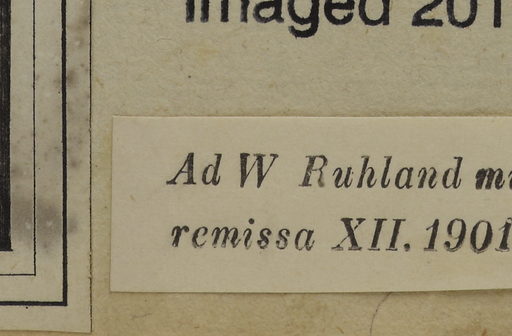 Imaged 201
Ad W Ruhland m
remissa XII. 1901